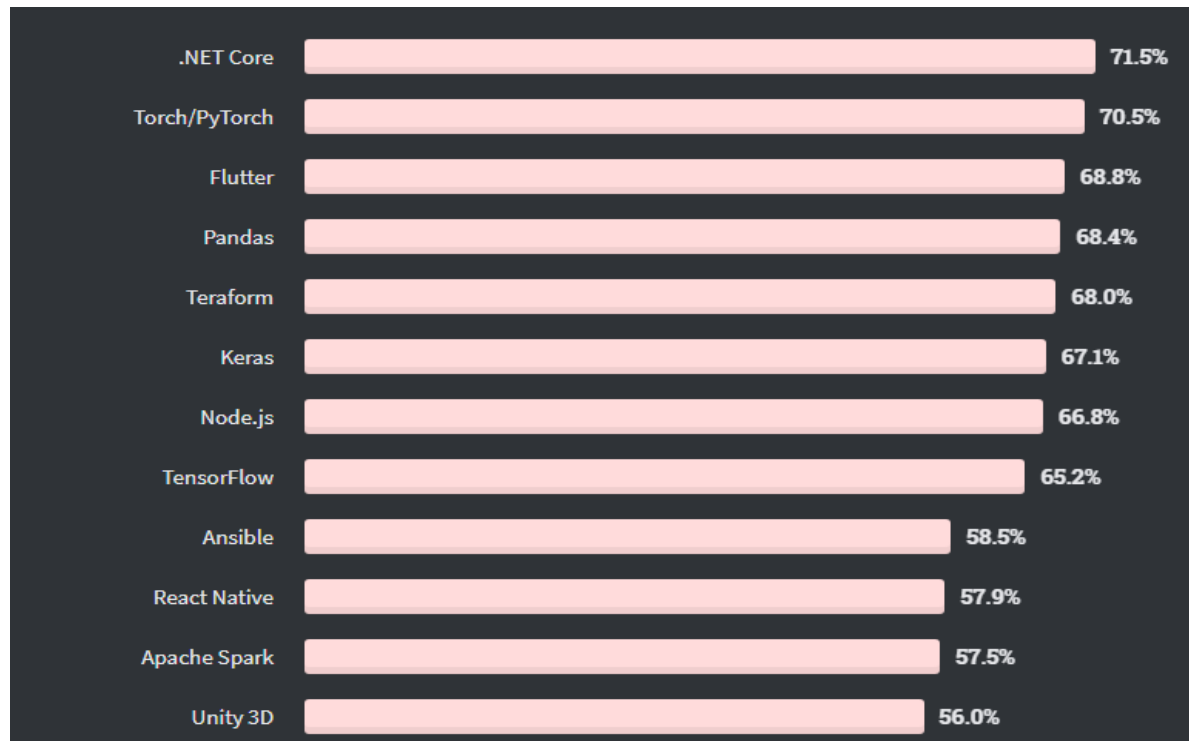 .NET Core 71.5%
Torch/PyTorch 70.5%
Flutter 68.8%
Pandas 68.4%
Teraform 68.0%
Keras 67.1%
Node.js 66.8%
TensorFlow 65.2%
Ansible 58.5%
React Native 57.9%
Apache Spark 57.5%
Unity 3D 56.0%